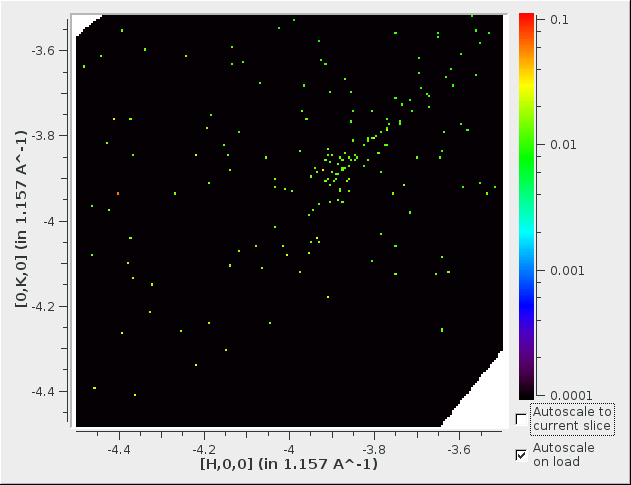 -3.6
-3.8
-4
-4.2
-4.4
[0,K,0] (in 1.157 A^-1)
-4.4
-4.2
-4
-3.8
-3.6
[H,0,0] (in 1.157 A^-1)
0.1
0.01
0.001
0.0001
Autoscale to
current slice
Autoscale
on load